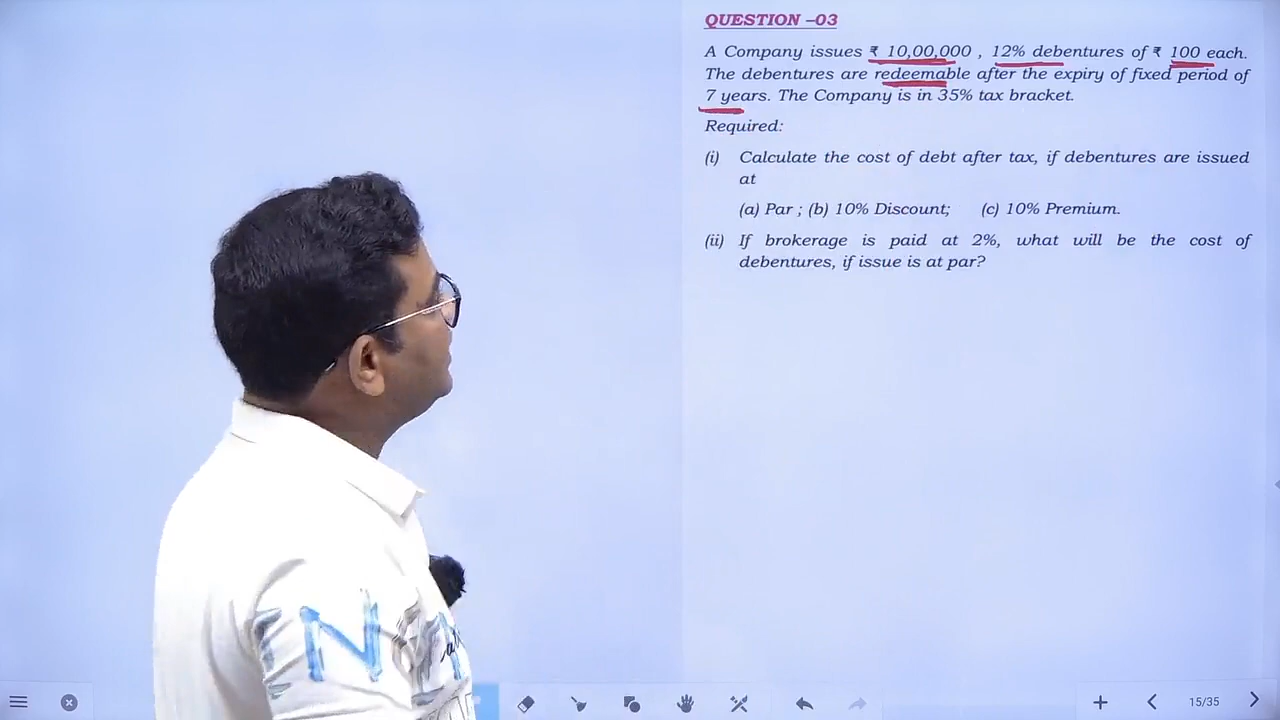 QUESTION –03
A Company issues ₹ 10,00,000 , 12% debentures of ₹ 100 each.
The debentures are redeemable after the expiry of fixed period of
7 years. The Company is in 35% tax bracket.
Required:
(i) Calculate the cost of debt after tax, if debentures are issued
at
(a) Par ; (b) 10% Discount; (c) 10% Premium.
(ii) If brokerage is paid at 2%, what will be the cost of
debentures, if issue is at par?
15/35